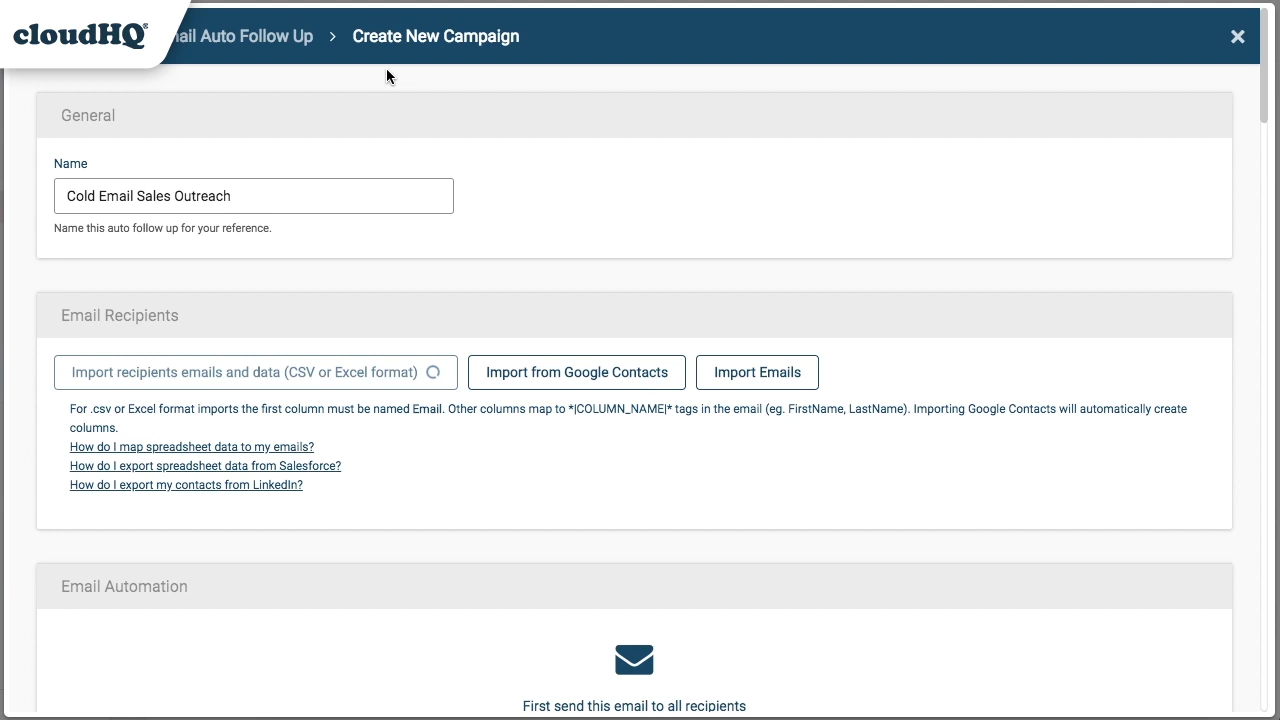 cloudHQ®
ail Auto Follow Up > Create New Campaign
General
Name
Cold Email Sales Outreach
Name this auto follow up for your reference.
Email Recipients
Import recipients emails and data (CSV or Excel format)
Import from Google Contacts
Import Emails
For .csv or Excel format imports the first column must be named Email. Other columns map to *|COLUMN_NAME|* tags in the email (eg. FirstName, LastName). Importing Google Contacts will automatically create
columns.
How do I map spreadsheet data to my emails?
How do I export spreadsheet data from Salesforce?
How do I export my contacts from LinkedIn?
Email Automation
First send this email to all recipients